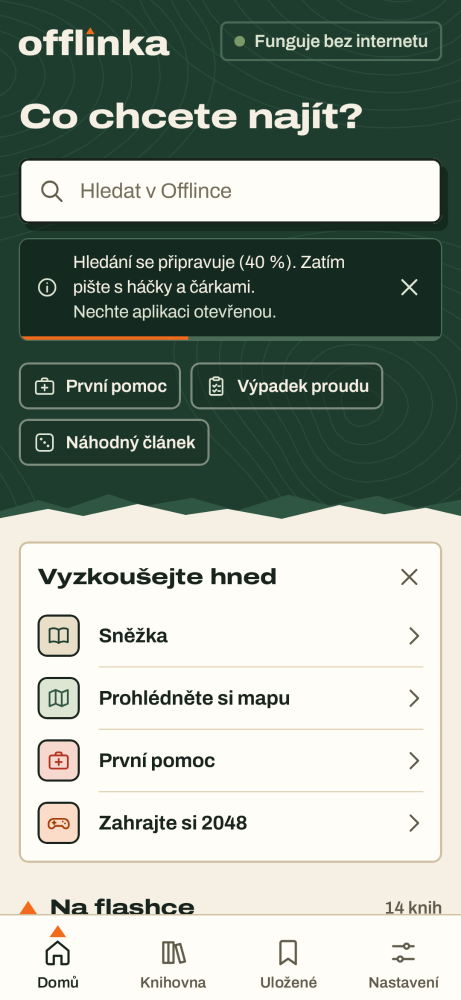 offlinka
Funguje bez internetu
Co chcete najít?
Hledat v Offlince
Hledání se připravuje (40 %). Zatím
pište s háčky a čárkami.
Nechte aplikaci otevřenou.
První pomoc
Výpadek proudu
Náhodný článek
Vyzkoušejte hned
Sněžka
Prohlédněte si mapu
První pomoc
Zahrajte si 2048
Na flashce
14 knih
Domů
Knihovna
Uložené
Nastavení